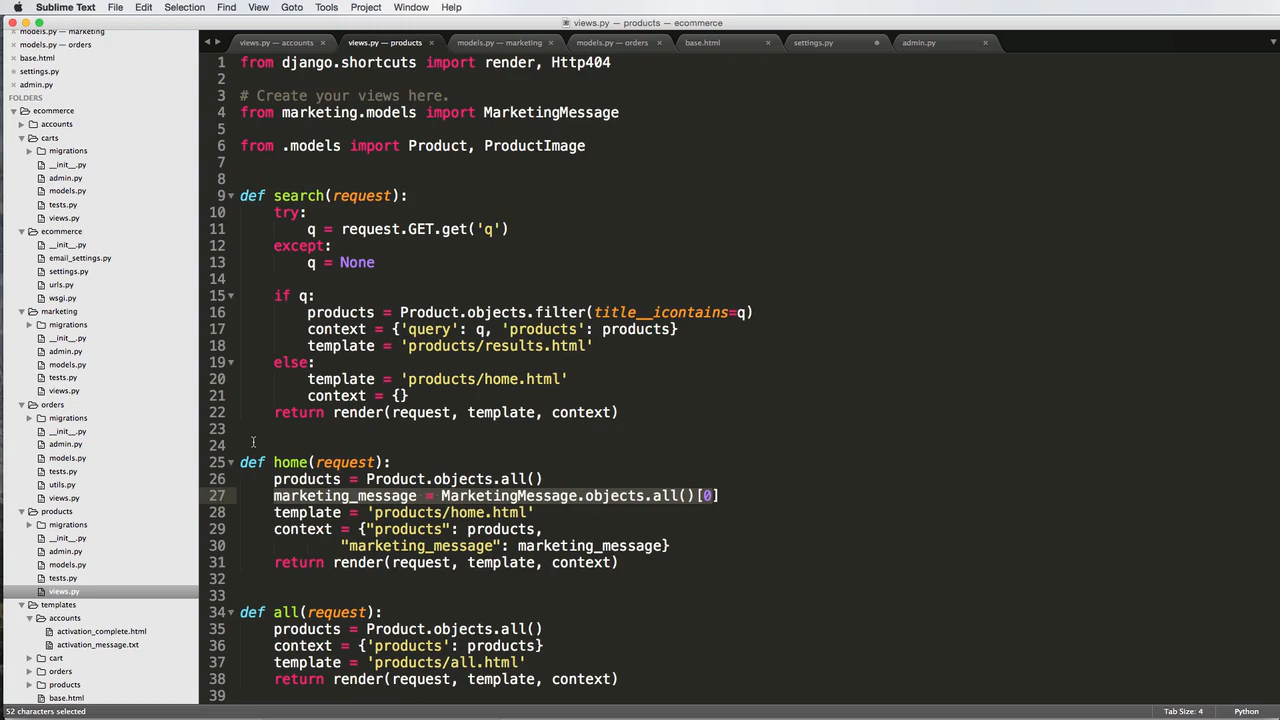 Sublime Text File Edit Selection Find View Goto Tools Project Window Help
views.py — products — ecommerce
models.py — marketing
models.py — orders
base.html
settings.py
admin.py
FOLDERS
ecommerce
accounts
carts
migrations
__init__.py
admin.py
models.py
tests.py
views.py
ecommerce
__init__.py
email_settings.py
settings.py
urls.py
wsgi.py
marketing
migrations
__init__.py
admin.py
models.py
tests.py
views.py
orders
migrations
__init__.py
admin.py
models.py
tests.py
utils.py
views.py
products
migrations
__init__.py
admin.py
models.py
tests.py
views.py
templates
accounts
activation_complete.html
activation_message.txt
cart
orders
products
base.html
views.py — accounts views.py — products models.py — marketing models.py — orders base.html settings.py admin.py
1 from django.shortcuts import render, Http404
2
3 # Create your views here.
4 from marketing.models import MarketingMessage
5
6 from .models import Product, ProductImage
7
8
9 def search(request):
10 try:
11 q = request.GET.get('q')
12 except:
13 q = None
14
15 if q:
16 products = Product.objects.filter(title__icontains=q)
17 context = {'query': q, 'products': products}
18 template = 'products/results.html'
19 else:
20 template = 'products/home.html'
21 context = {}
22 return render(request, template, context)
23
24
25 def home(request):
26 products = Product.objects.all()
27 marketing_message = MarketingMessage.objects.all()[0]
28 template = 'products/home.html'
29 context = {"products": products,
30 "marketing_message": marketing_message}
31 return render(request, template, context)
32
33
34 def all(request):
35 products = Product.objects.all()
36 context = {'products': products}
37 template = 'products/all.html'
38 return render(request, template, context)
39
52 characters selected Tab Size: 4 Python